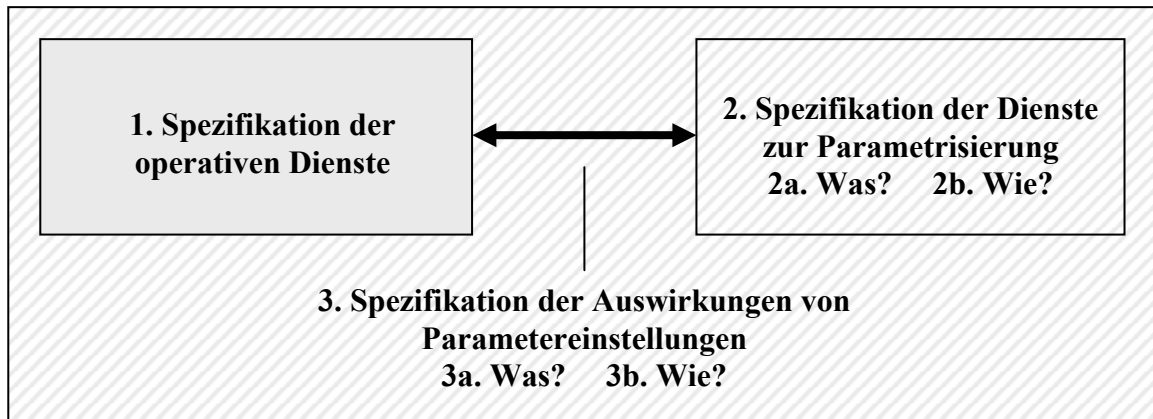 1. Spezifikation der
operativen Dienste
2. Spezifikation der Dienste
zur Parametrisierung
2a. Was? 2b. Wie?
3. Spezifikation der Auswirkungen von
Parametereinstellungen
3a. Was? 3b. Wie?